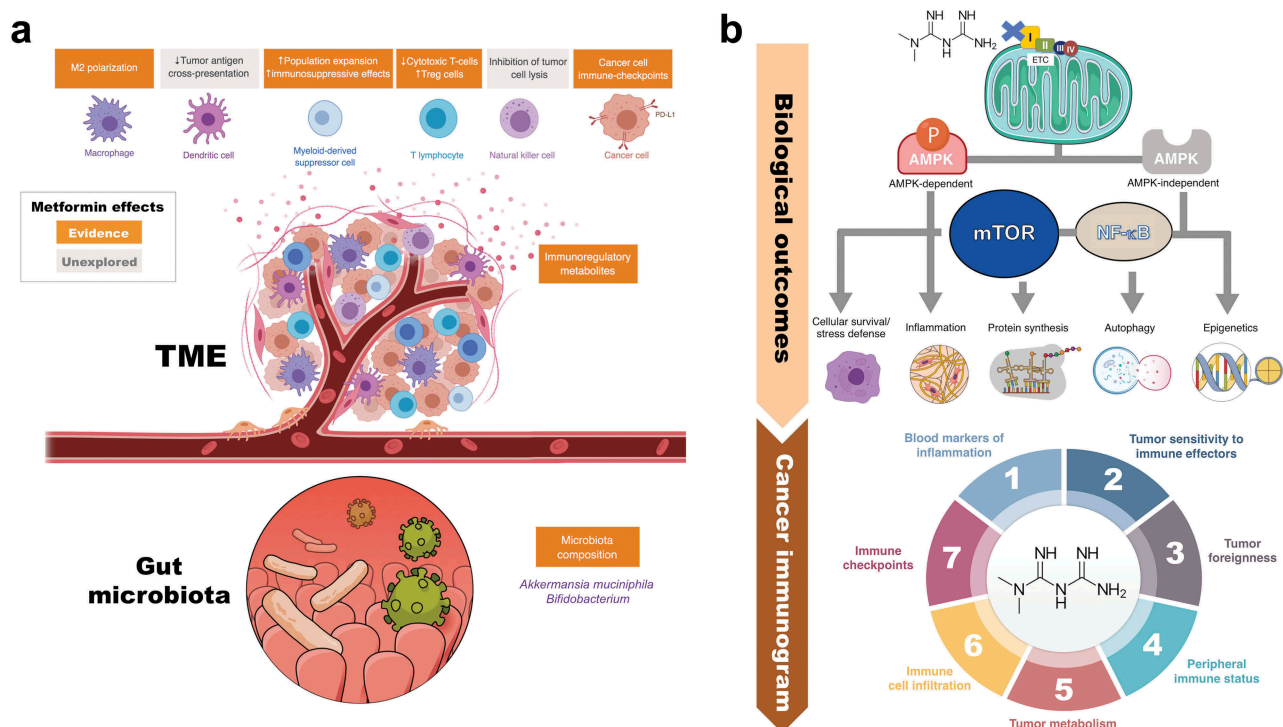 a
M2 polarization
↓Tumor antigen
cross-presentation
↑Population expansion
↑Immunosuppressive effects
↓Cytotoxic T-cells
↑Treg cells
Inhibition of tumor
cell lysis
Cancer cell
immune-checkpoints
PD-L1
Macrophage
Dendritic cell
Myeloid-derived
suppressor cell
T lymphocyte
Natural killer cell
Cancer cell
Metformin effects
Evidence
Unexplored
Immunoregulatory
metabolites
TME
Gut
microbiota
Microbiota
composition
Akkermansia muciniphila
Bifidobacterium
b
Biological outcomes
NH NH
N N NH2
H
I
II
III
IV
ETC
P
AMPK
AMPK
AMPK-dependent
AMPK-independent
mTOR
NF-κB
Cellular survival/
stress defense
Inflammation
Protein synthesis
Autophagy
Epigenetics
Cancer immunogram
Blood markers of
inflammation
Tumor sensitivity to
immune effectors
1
2
3
4
5
6
7
Tumor
foreignness
Immune
checkpoints
NH NH
N N NH2
H
Peripheral
immune status
Immune
cell infiltration
Tumor metabolism